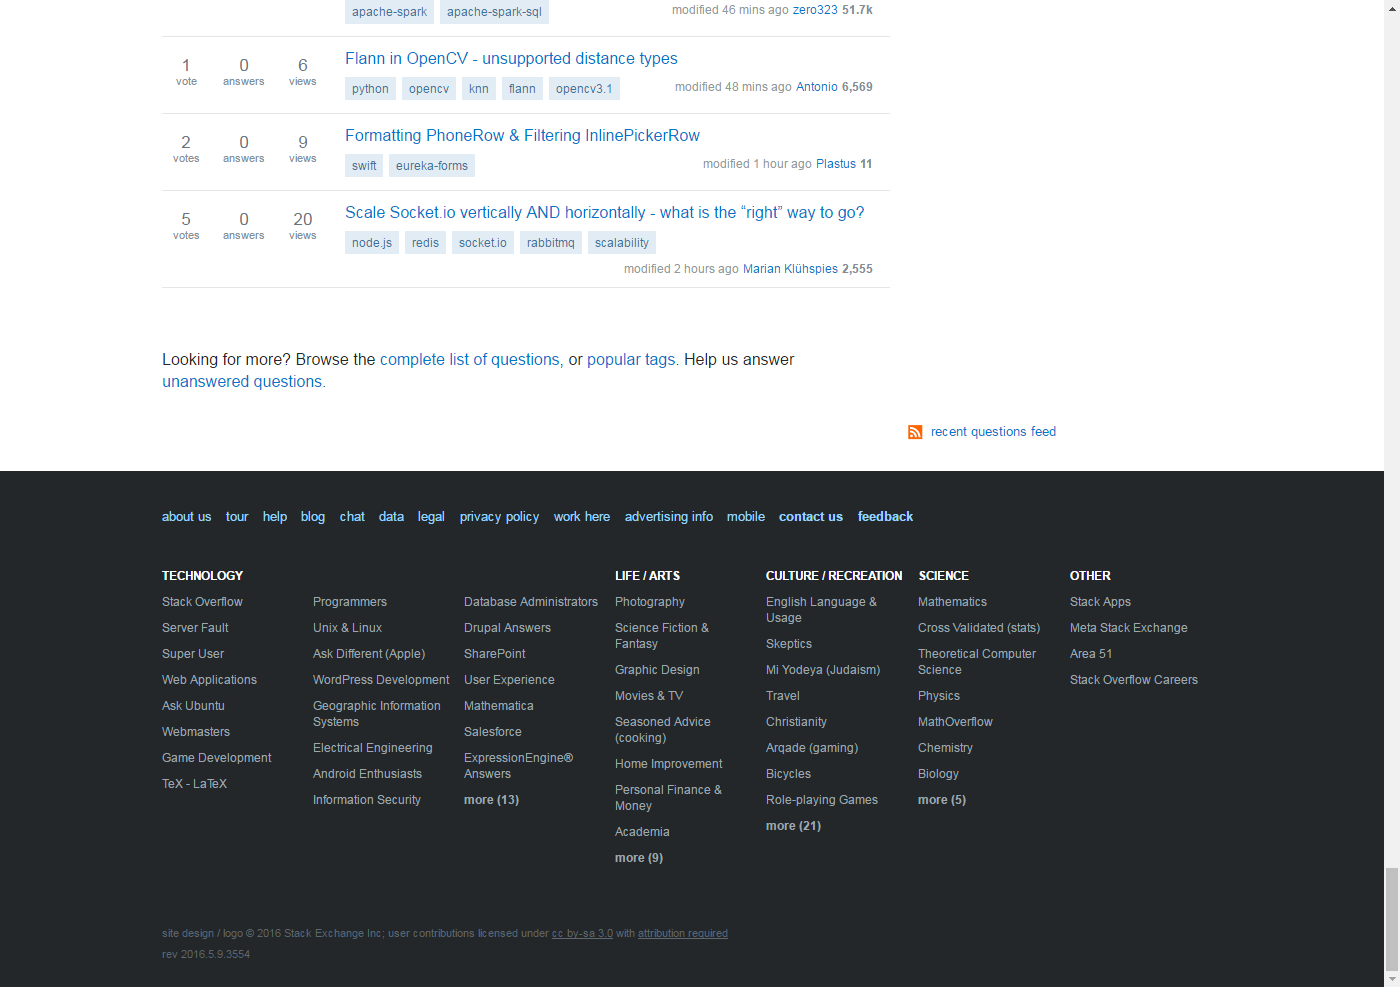 apache-spark apache-spark-sql modified 46 mins ago zero323 51.7k
1 vote 0 answers 6 views
Flann in OpenCV - unsupported distance types
python opencv knn flann opencv3.1 modified 48 mins ago Antonio 6,569
2 votes 0 answers 9 views
Formatting PhoneRow & Filtering InlinePickerRow
swift eureka-forms modified 1 hour ago Plastus 11
5 votes 0 answers 20 views
Scale Socket.io vertically AND horizontally - what is the “right” way to go?
node.js redis socket.io rabbitmq scalability
modified 2 hours ago Marian Klühspies 2,555
Looking for more? Browse the complete list of questions, or popular tags. Help us answer
unanswered questions.
recent questions feed
about us tour help blog chat data legal privacy policy work here advertising info mobile contact us feedback
TECHNOLOGY
Stack Overflow
Server Fault
Super User
Web Applications
Ask Ubuntu
Webmasters
Game Development
TeX - LaTeX
Programmers
Unix & Linux
Ask Different (Apple)
WordPress Development
Geographic Information
Systems
Electrical Engineering
Android Enthusiasts
Information Security
Database Administrators
Drupal Answers
SharePoint
User Experience
Mathematica
Salesforce
ExpressionEngine®
Answers
more (13)
LIFE / ARTS
Photography
Science Fiction &
Fantasy
Graphic Design
Movies & TV
Seasoned Advice
(cooking)
Home Improvement
Personal Finance &
Money
Academia
more (9)
CULTURE / RECREATION
English Language &
Usage
Skeptics
Mi Yodeya (Judaism)
Travel
Christianity
Arqade (gaming)
Bicycles
Role-playing Games
more (21)
SCIENCE
Mathematics
Cross Validated (stats)
Theoretical Computer
Science
Physics
MathOverflow
Chemistry
Biology
more (5)
OTHER
Stack Apps
Meta Stack Exchange
Area 51
Stack Overflow Careers
site design / logo © 2016 Stack Exchange Inc; user contributions licensed under cc by-sa 3.0 with attribution required
rev 2016.5.9.3554